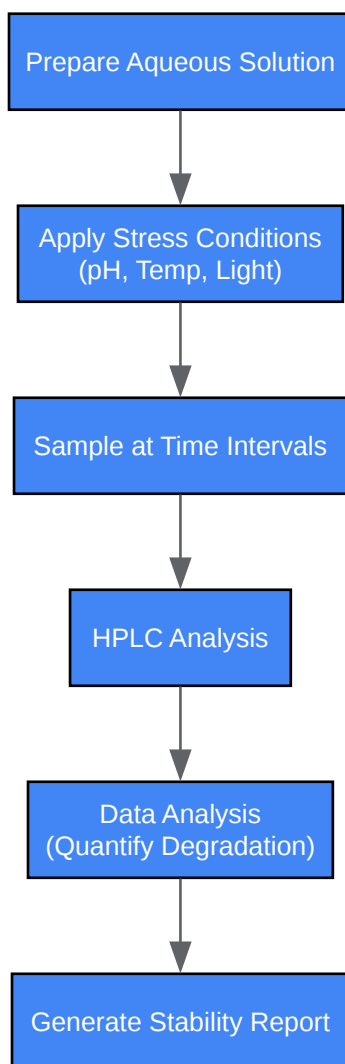 Prepare Aqueous Solution
Apply Stress Conditions
(pH, Temp, Light)
Sample at Time Intervals
HPLC Analysis
Data Analysis
(Quantify Degradation)
Generate Stability Report